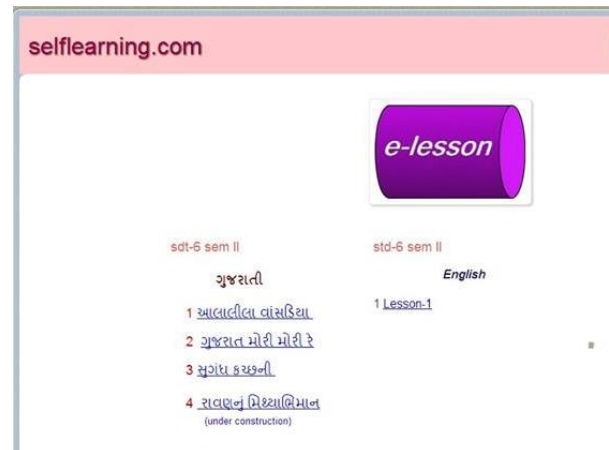 selflearning.com
e-lesson
sdt-6 sem II
ગુજરાતી
1 આલાલીલા વાંસડિયા
2 ગુજરાત મોરી મોરી રે
3 સુગંધ કચ્છની
4 રાવણનું મિથ્યાભિમાન
(under construction)
std-6 sem II
English
1 Lesson-1